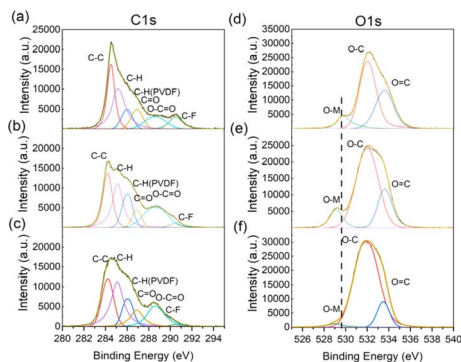 C1s
O1s
(a)
25000
20000
15000
10000
5000
0
Intensity (a.u.)
C-C
C-H
C-H(PVDF)
C=O
O-C=O
C-F
(b)
20000
15000
10000
5000
0
Intensity (a.u.)
C-C
C-H
C-H(PVDF)
O-C=O
C=O
C-F
(c)
20000
15000
10000
5000
0
Intensity (a.u.)
C-C
C-H
C-H(PVDF)
C=O
O-C=O
C-F
280 282 284 286 288 290 292 294
Binding Energy (eV)
(d)
35000
30000
25000
20000
15000
10000
5000
Intensity (a.u.)
O-C
O=C
O-M
(e)
25000
20000
15000
10000
5000
0
Intensity (a.u.)
O-C
O=C
O-M
(f)
30000
25000
20000
15000
10000
5000
0
Intensity (a.u.)
O-C
O=C
O-M
526 528 530 532 534 536 538 540
Binding Energy (eV)